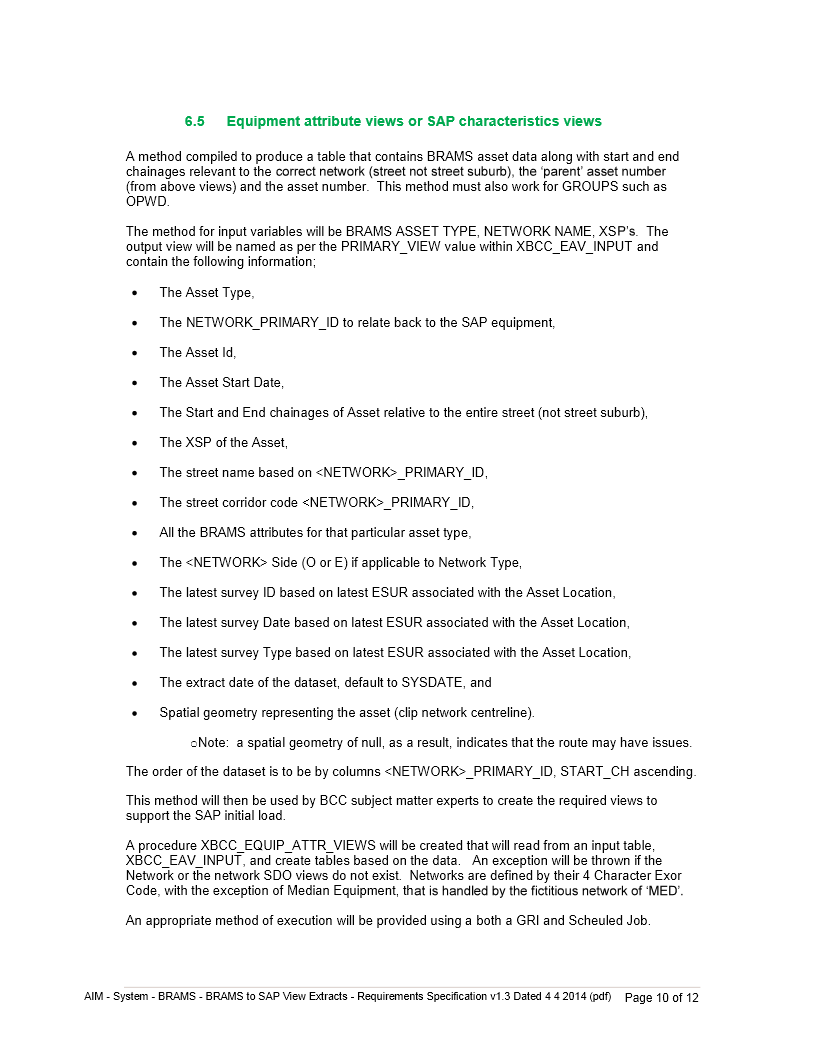 6.5 Equipment attribute views or SAP characteristics views
A method compiled to produce a table that contains BRAMS asset data along with start and end
chainages relevant to the correct network (street not street suburb), the ‘parent’ asset number
(from above views) and the asset number. This method must also work for GROUPS such as
OPWD.
The method for input variables will be BRAMS ASSET TYPE, NETWORK NAME, XSP’s. The
output view will be named as per the PRIMARY_VIEW value within XBCC_EAV_INPUT and
contain the following information;
• The Asset Type,
• The NETWORK_PRIMARY_ID to relate back to the SAP equipment,
• The Asset Id,
• The Asset Start Date,
• The Start and End chainages of Asset relative to the entire street (not street suburb),
• The XSP of the Asset,
• The street name based on <NETWORK>_PRIMARY_ID,
• The street corridor code <NETWORK>_PRIMARY_ID,
• All the BRAMS attributes for that particular asset type,
• The <NETWORK> Side (O or E) if applicable to Network Type,
• The latest survey ID based on latest ESUR associated with the Asset Location,
• The latest survey Date based on latest ESUR associated with the Asset Location,
• The latest survey Type based on latest ESUR associated with the Asset Location,
• The extract date of the dataset, default to SYSDATE, and
• Spatial geometry representing the asset (clip network centreline).
oNote: a spatial geometry of null, as a result, indicates that the route may have issues.
The order of the dataset is to be by columns <NETWORK>_PRIMARY_ID, START_CH ascending.
This method will then be used by BCC subject matter experts to create the required views to
support the SAP initial load.
A procedure XBCC_EQUIP_ATTR_VIEWS will be created that will read from an input table,
XBCC_EAV_INPUT, and create tables based on the data. An exception will be thrown if the
Network or the network SDO views do not exist. Networks are defined by their 4 Character Exor
Code, with the exception of Median Equipment, that is handled by the fictitious network of ‘MED’.
An appropriate method of execution will be provided using a both a GRI and Scheuled Job.
AIM - System - BRAMS - BRAMS to SAP View Extracts - Requirements Specification v1.3 Dated 4 4 2014 (pdf) Page 10 of 12